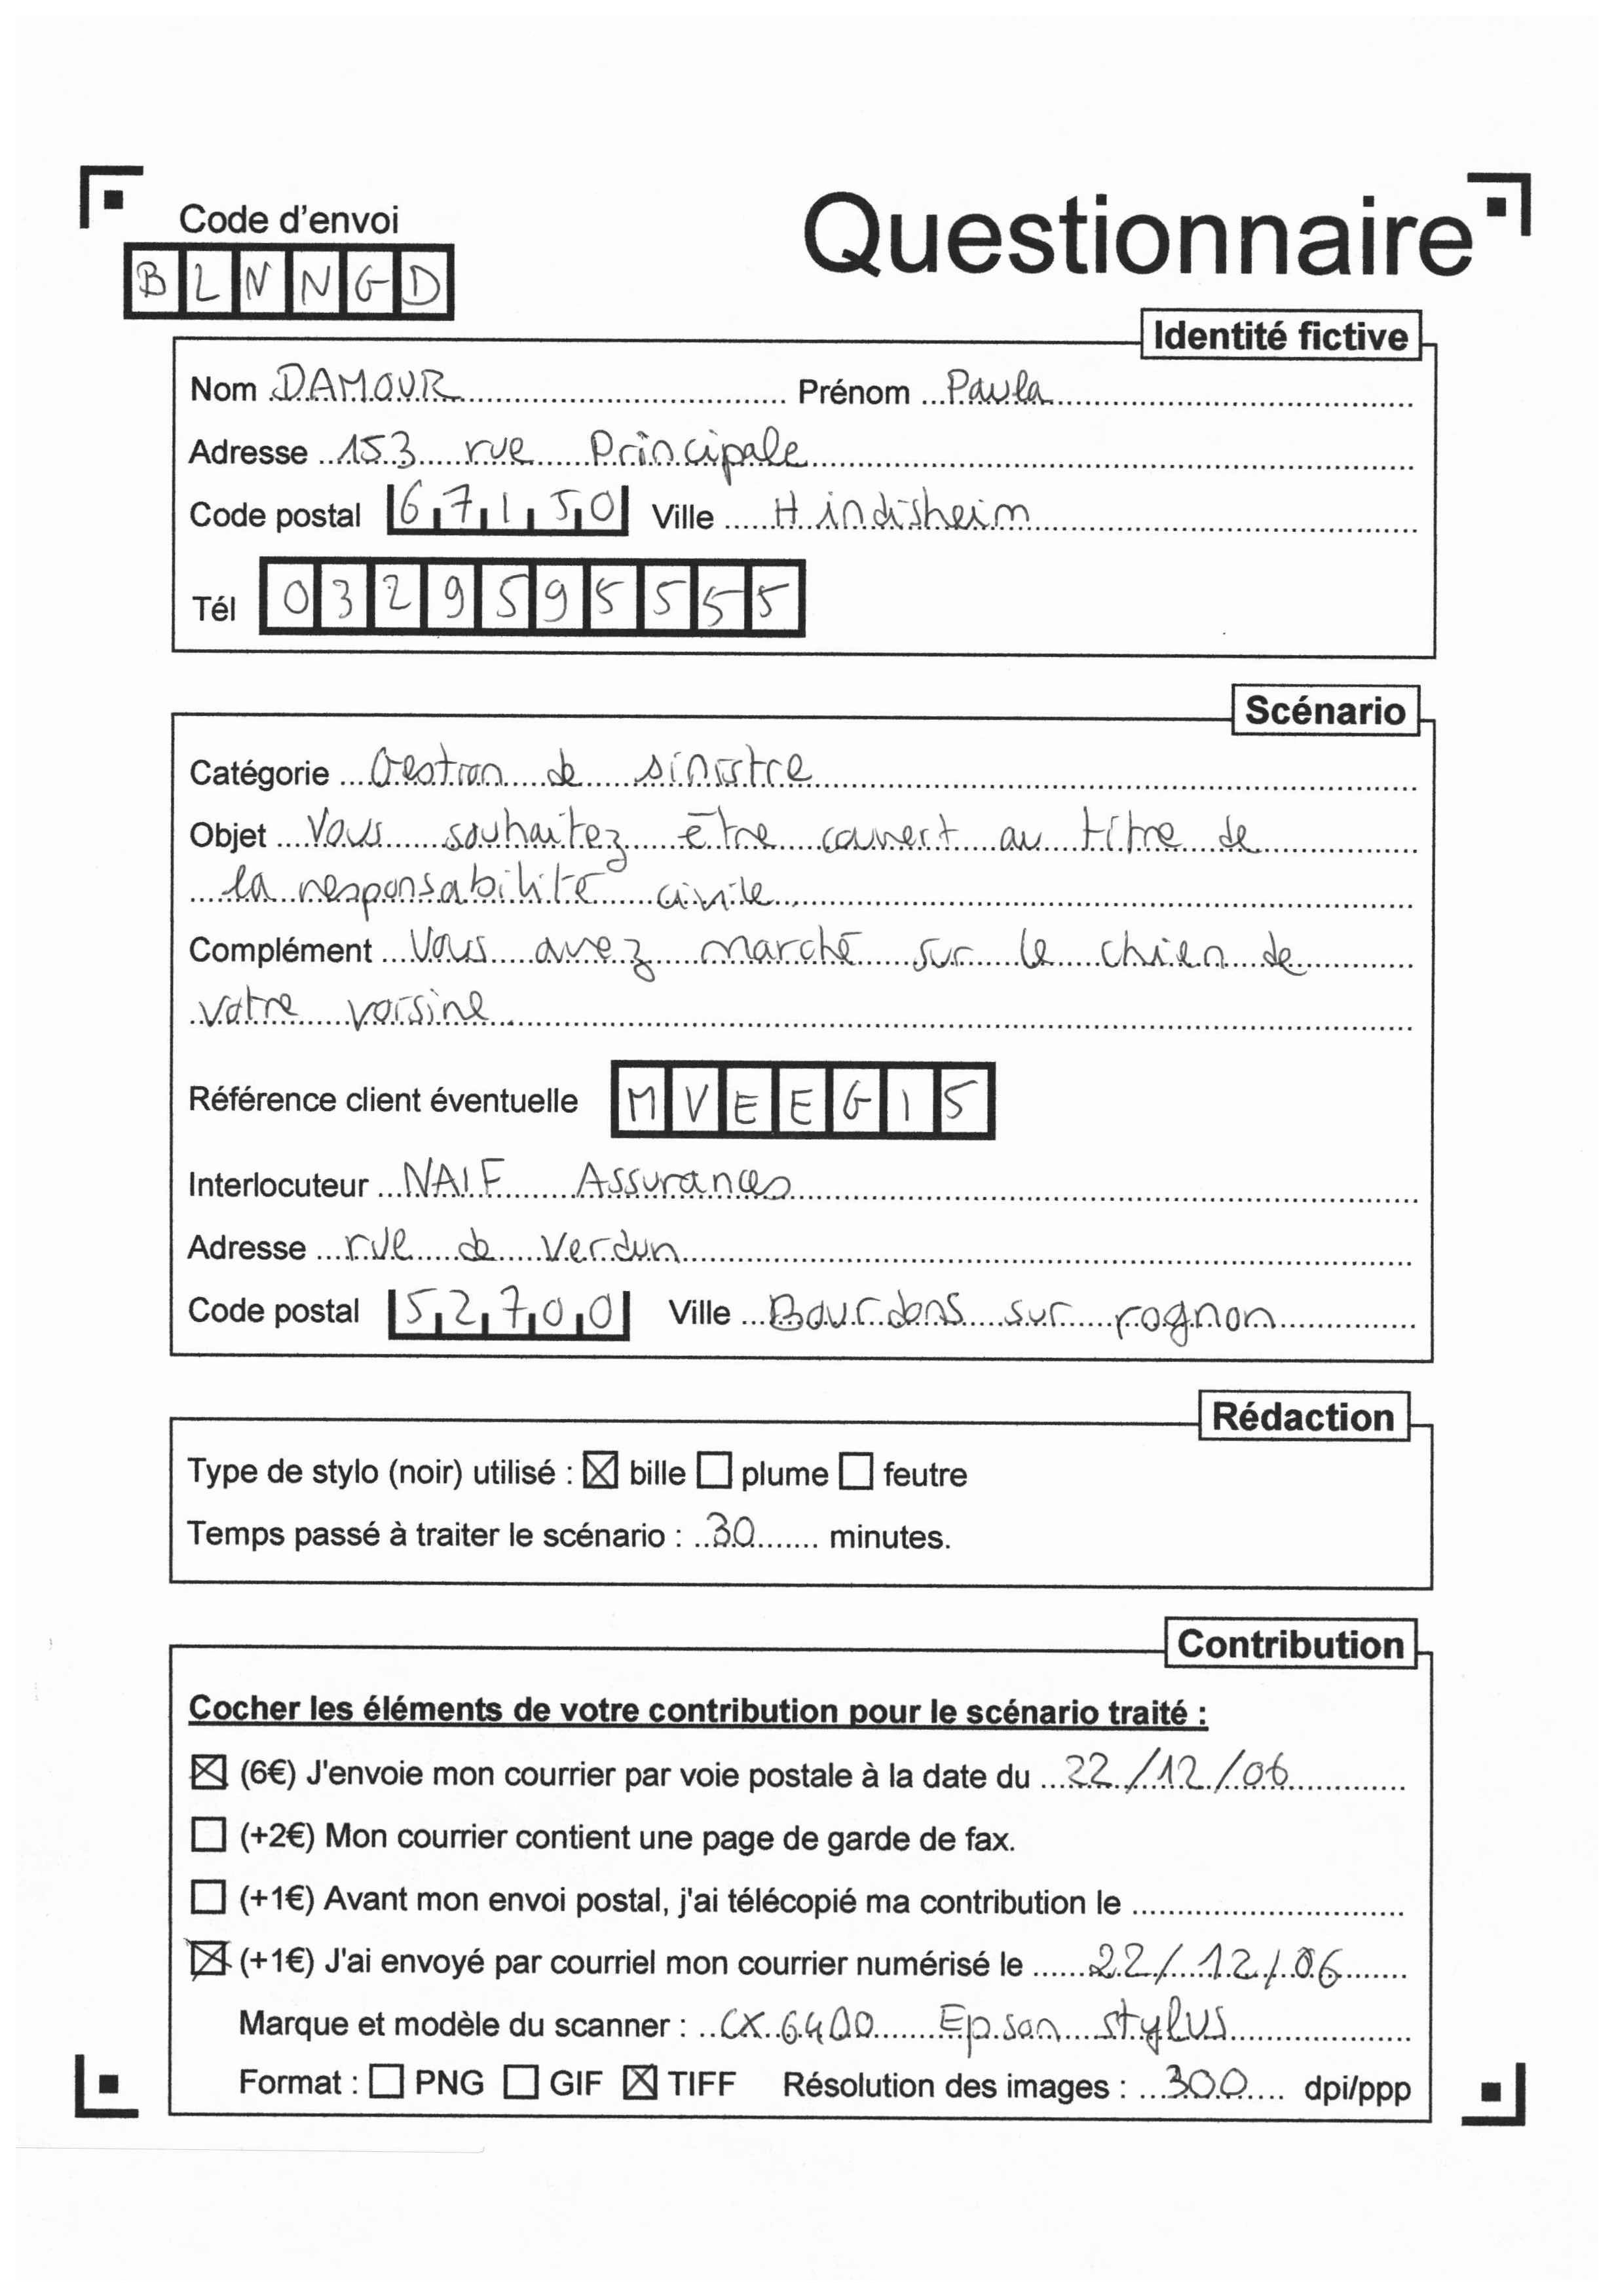 Questionnaire
Code d'envoi
BLNNGD
Identité fictive
Nom DAMOUR Prénom Paula
Adresse 153 rue Principale
Code postal 67150 Ville Hindisheim
Tél 0329595555
Scénario
Catégorie Gestion de sinistre
Objet Vous souhaitez être couvert au titre de
la responsabilité civile
Complément Vous avez marché sur le chien de
votre voisine
Référence client éventuelle MVEEG15
Interlocuteur NAIF Assurances
Adresse rue de Verdun
Code postal 52700 Ville Bourdons sur rognon
Rédaction
Type de stylo (noir) utilisé : ☒ bille ☐ plume ☐ feutre
Temps passé à traiter le scénario : 30 minutes.
Contribution
Cocher les éléments de votre contribution pour le scénario traité :
☒ (6€) J'envoie mon courrier par voie postale à la date du 22/12/06
☐ (+2€) Mon courrier contient une page de garde de fax.
☐ (+1€) Avant mon envoi postal, j'ai télécopié ma contribution le
☒ (+1€) J'ai envoyé par courriel mon courrier numérisé le 22/12/06
Marque et modèle du scanner : CX 6400 Epson stylus
Format : ☐ PNG ☐ GIF ☒ TIFF Résolution des images : 300 dpi/ppp